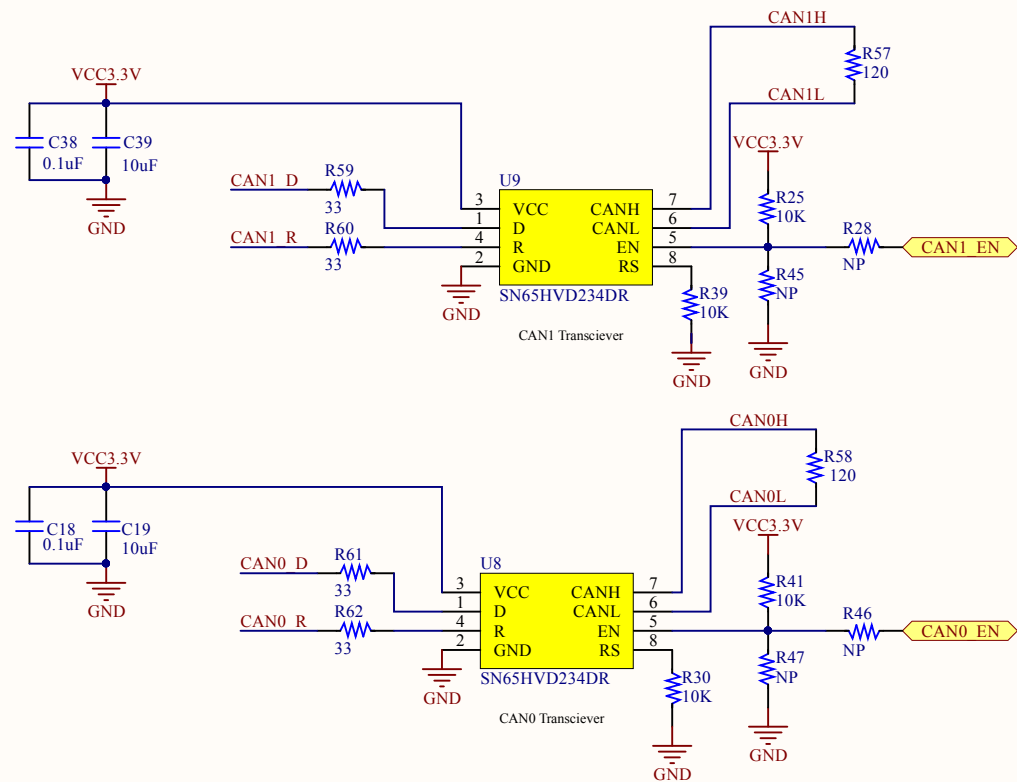 CAN1H
R57
120
VCC3.3V
CAN1L
C38
0.1uF
C39
10uF
GND
VCC3.3V
R59
CAN1_D
33
R60
CAN1_R
33
U9
3 VCC CANH 7
1 D CANL 6
4 R EN 5
2 GND RS 8
SN65HVD234DR
GND
CAN1 Transciever
R25
10K
R28
NP
CAN1_EN
R45
NP
R39
10K
GND
GND
CAN0H
R58
120
VCC3.3V
CAN0L
C18
0.1uF
C19
10uF
GND
VCC3.3V
R61
CAN0_D
33
R62
CAN0_R
33
U8
3 VCC CANH 7
1 D CANL 6
4 R EN 5
2 GND RS 8
SN65HVD234DR
GND
CAN0 Transciever
R41
10K
R46
NP
CAN0_EN
R47
NP
R30
10K
GND
GND